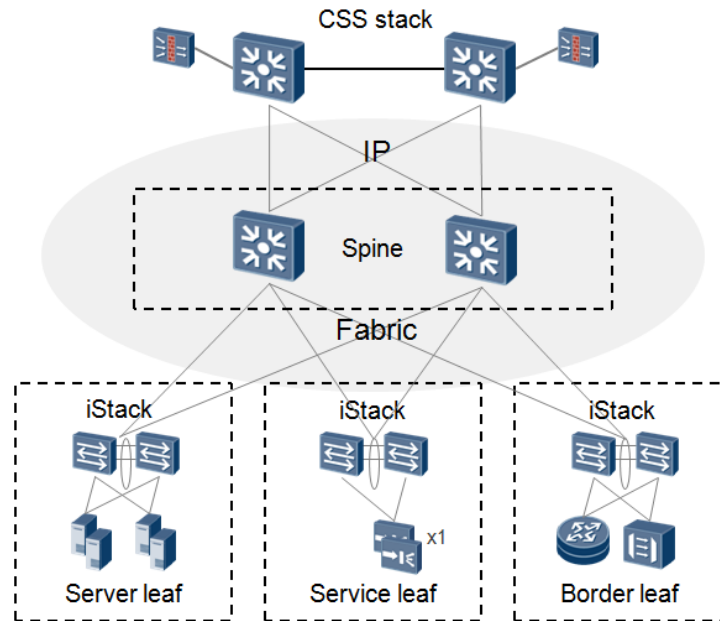 CSS stack
IP
Spine
Fabric
iStack
iStack
iStack
x1
Server leaf
Service leaf
Border leaf